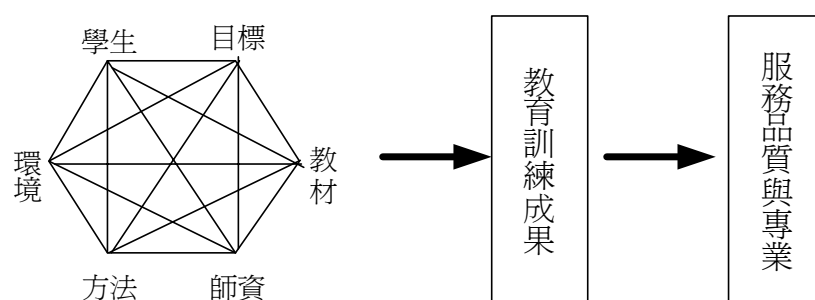 學生
目標
環境
教材
方法
師資
教育訓練成果
服務品質與專業